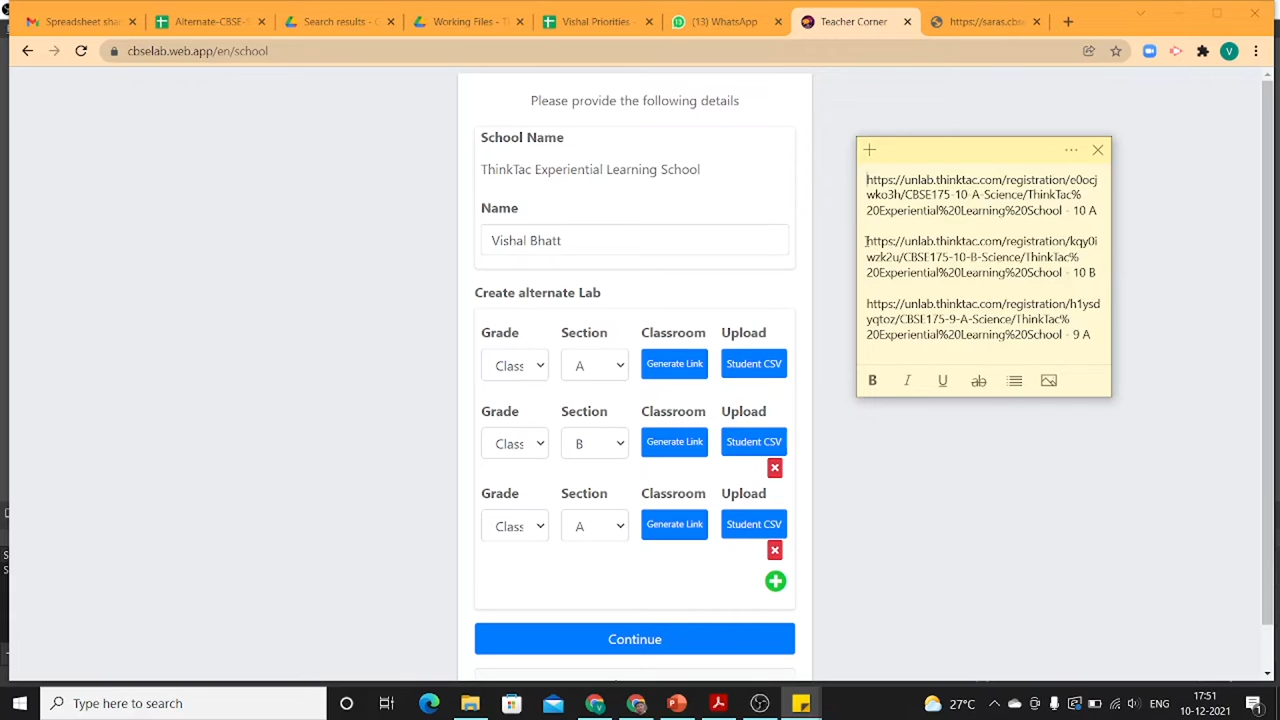 Spreadsheet shar
Alternate-CBSE-S
Search results - G
Working Files - Th
Vishal Priorities -
(13) WhatsApp
Teacher Corner
https://saras.cbse
cbselab.web.app/en/school
V
Please provide the following details
School Name
ThinkTac Experiential Learning School
Name
Vishal Bhatt
Create alternate Lab
Grade Section Classroom Upload
Class A Generate Link Student CSV
Grade Section Classroom Upload
Class B Generate Link Student CSV
Grade Section Classroom Upload
Class A Generate Link Student CSV
Continue
https://unlab.thinktac.com/registration/e0ocj
wko3h/CBSE175-10-A-Science/ThinkTac%
20Experiential%20Learning%20School - 10 A
https://unlab.thinktac.com/registration/kqy0i
wzk2u/CBSE175-10-B-Science/ThinkTac%
20Experiential%20Learning%20School - 10 B
https://unlab.thinktac.com/registration/h1ysd
yqtoz/CBSE175-9-A-Science/ThinkTac%
20Experiential%20Learning%20School - 9 A
B I U ab
Type here to search
27°C
ENG
17:51
10-12-2021